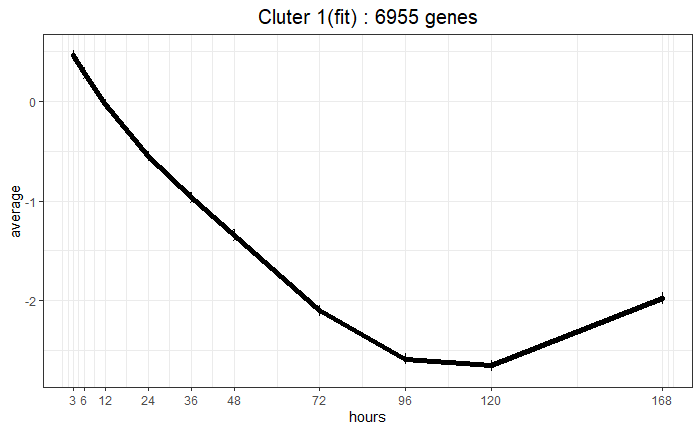 Cluter 1(fit) : 6955 genes
average
0
-1
-2
3 6 12 24 36 48 72 96 120 168
hours